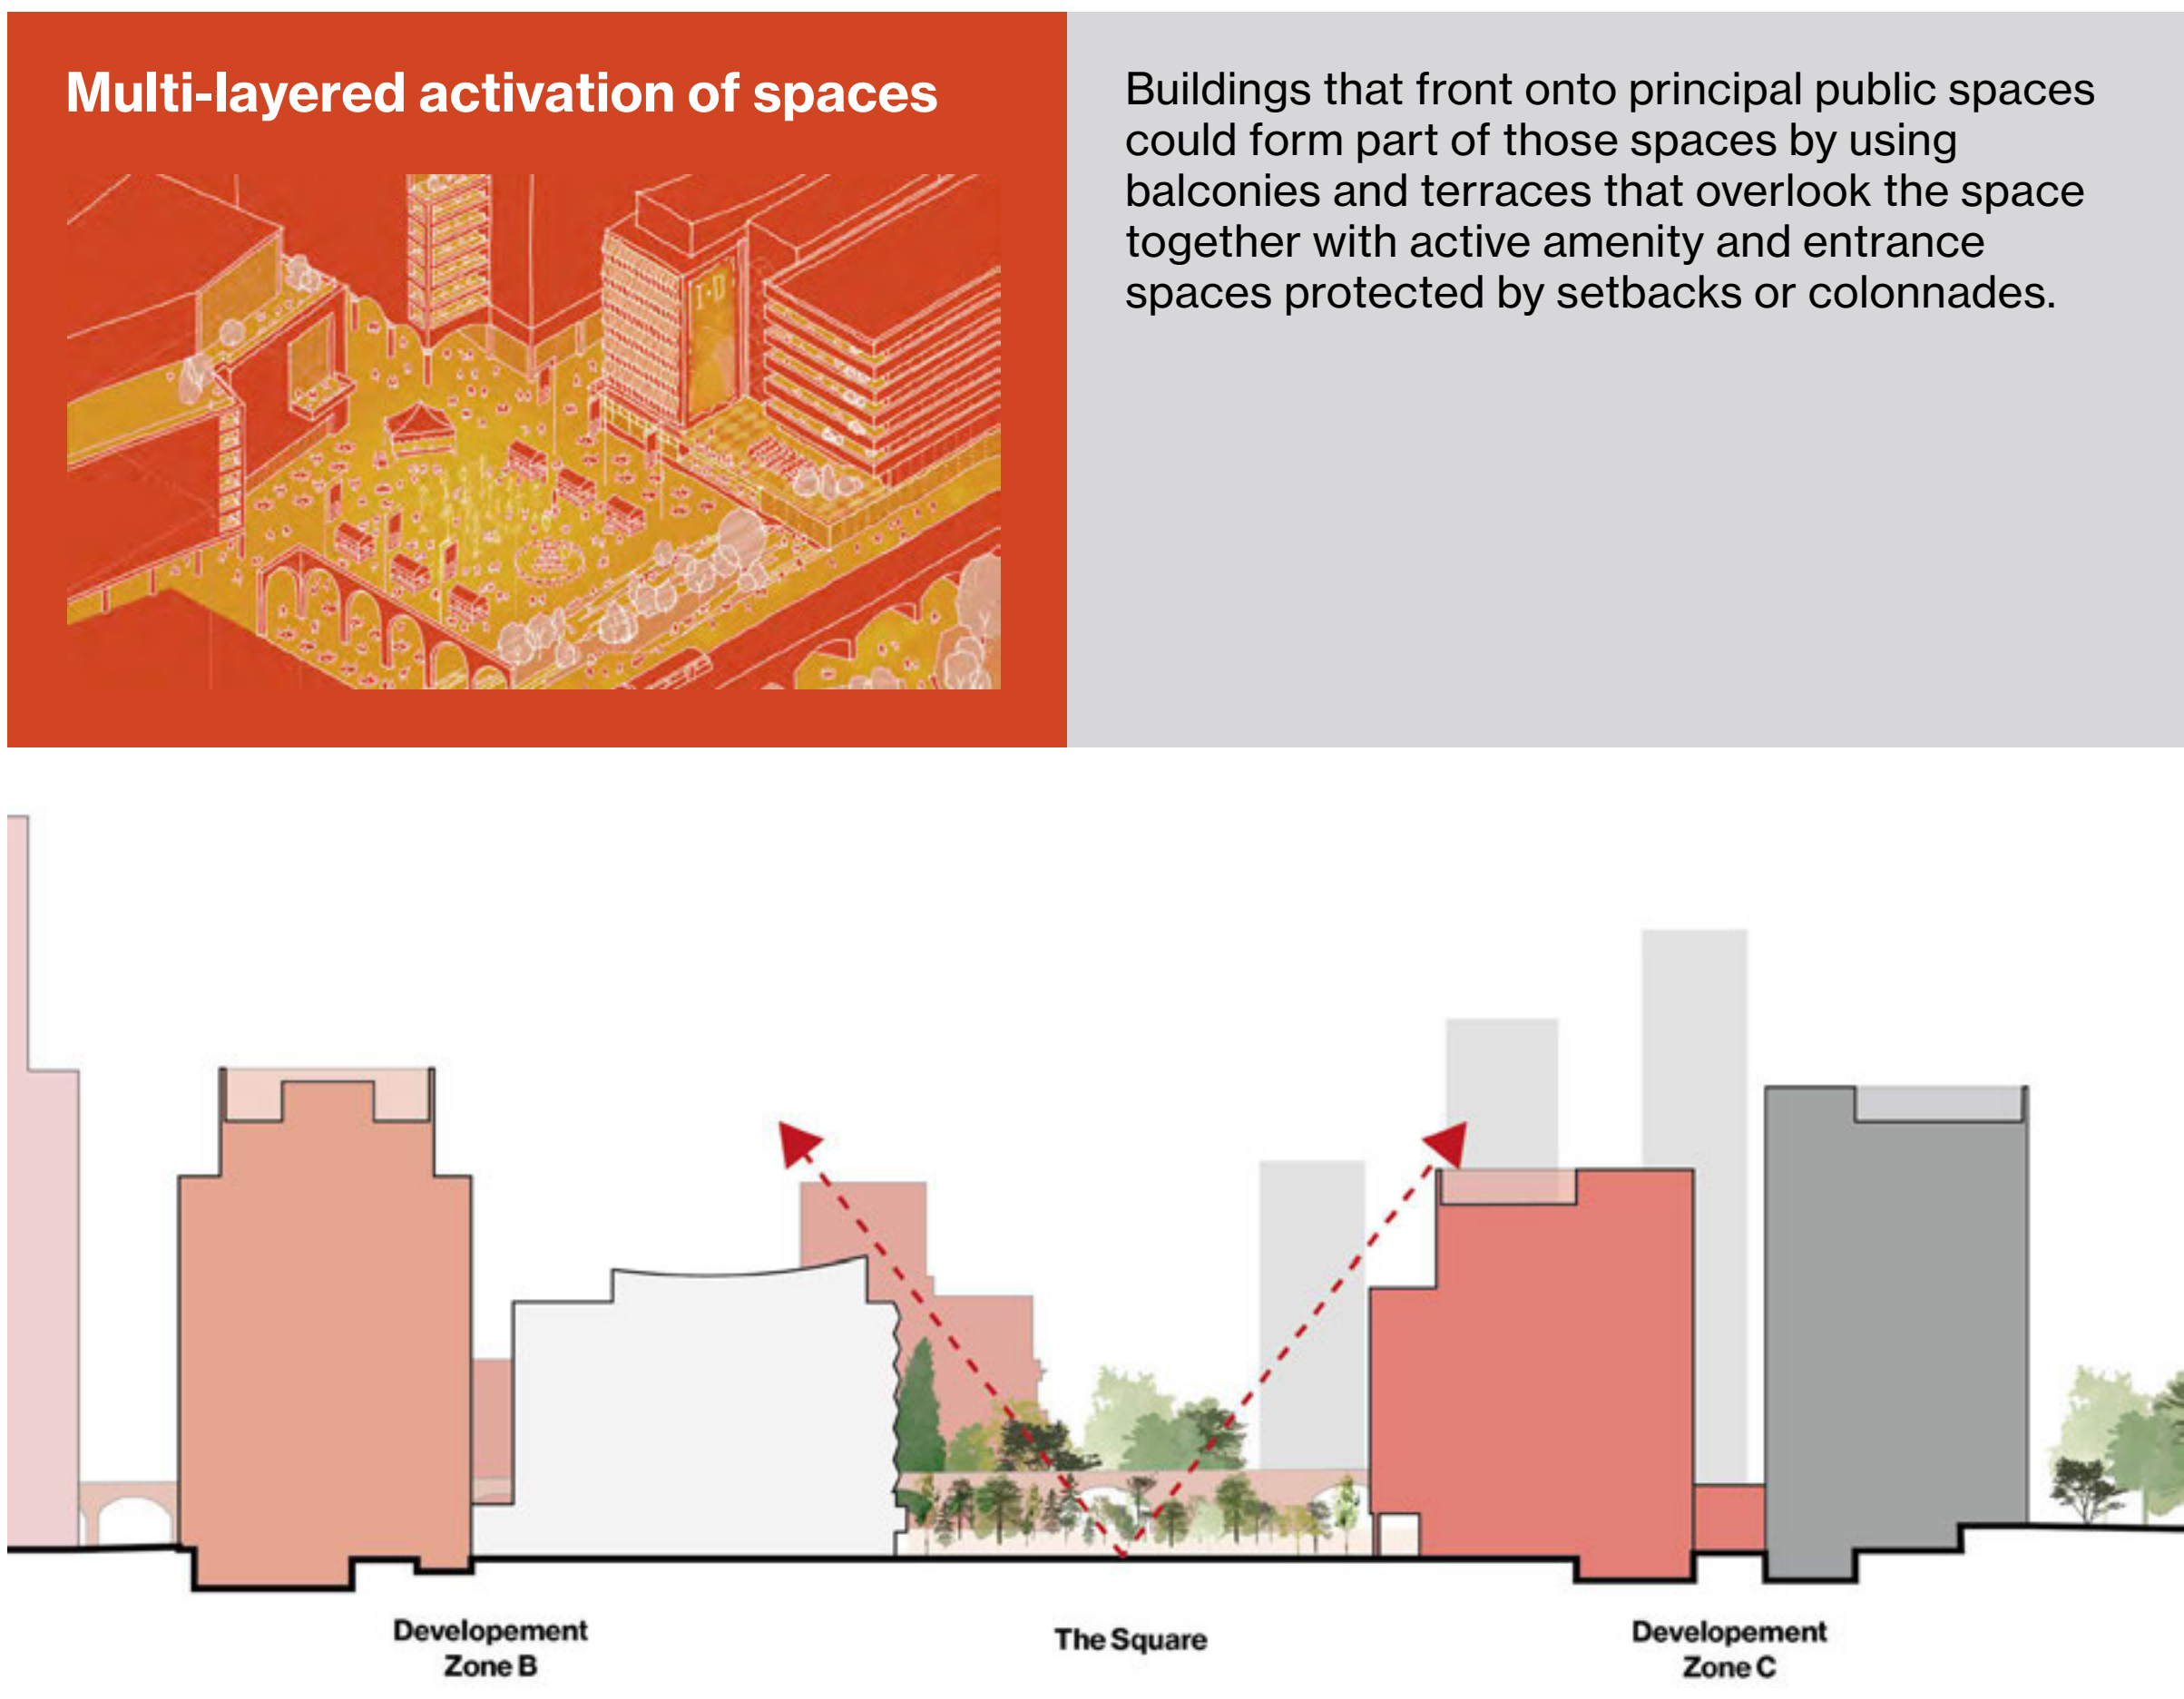 Multi-layered activation of spaces
Buildings that front onto principal public spaces
could form part of those spaces by using
balconies and terraces that overlook the space
together with active amenity and entrance
spaces protected by setbacks or colonnades.
Developement
Zone B
The Square
Developement
Zone C